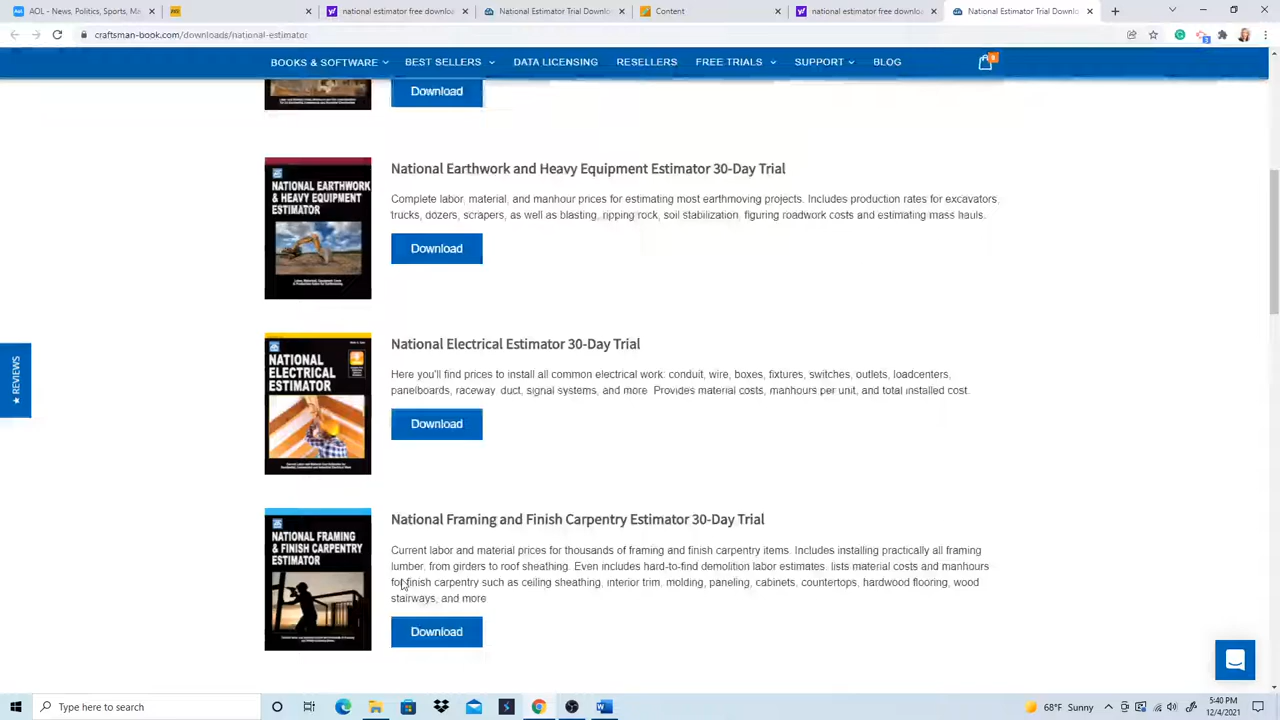 AOL - News, Politics, Sports, Ma
national estimator free downloa
National Estimator Trial Downloa
Content
national estimator free downloa
National Estimator Trial Downloa
craftsman-book.com/downloads/national-estimator
BOOKS & SOFTWARE
BEST SELLERS
DATA LICENSING
RESELLERS
FREE TRIALS
SUPPORT
BLOG
Download
National Earthwork and Heavy Equipment Estimator 30-Day Trial
Complete labor, material, and manhour prices for estimating most earthmoving projects. Includes production rates for excavators,
trucks, dozers, scrapers, as well as blasting, ripping rock, soil stabilization, figuring roadwork costs and estimating mass hauls.
Download
NATIONAL EARTHWORK
& HEAVY EQUIPMENT
ESTIMATOR
National Electrical Estimator 30-Day Trial
Here you'll find prices to install all common electrical work: conduit, wire, boxes, fixtures, switches, outlets, loadcenters,
panelboards, raceway, duct, signal systems, and more. Provides material costs, manhours per unit, and total installed cost.
Download
NATIONAL
ELECTRICAL
ESTIMATOR
★ REVIEWS
National Framing and Finish Carpentry Estimator 30-Day Trial
Current labor and material prices for thousands of framing and finish carpentry items. Includes installing practically all framing
lumber, from girders to roof sheathing. Even includes hard-to-find demolition labor estimates, lists material costs and manhours
for finish carpentry such as ceiling sheathing, interior trim, molding, paneling, cabinets, countertops, hardwood flooring, wood
stairways, and more
Download
NATIONAL FRAMING
& FINISH CARPENTRY
ESTIMATOR
Type here to search
68°F Sunny
5:40 PM
12/4/2021